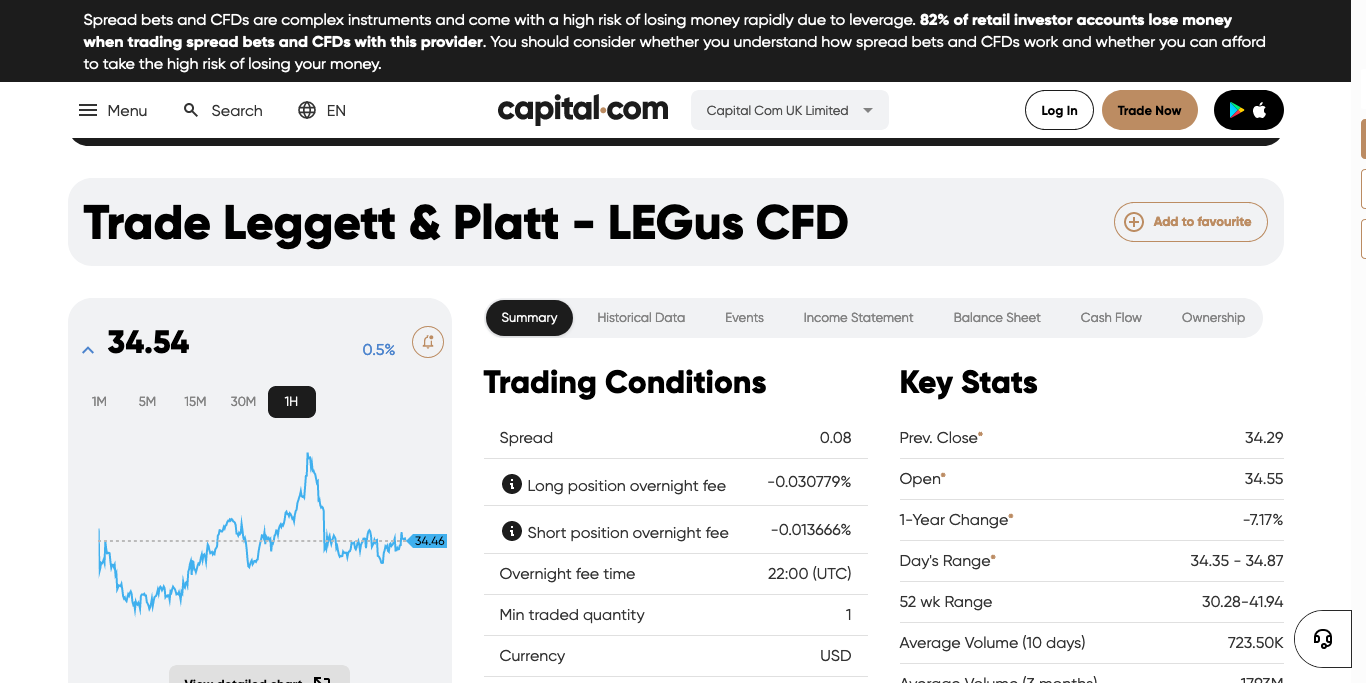 Spread bets and CFDs are complex instruments and come with a high risk of losing money rapidly due to leverage. 82% of retail investor accounts lose money
when trading spread bets and CFDs with this provider. You should consider whether you understand how spread bets and CFDs work and whether you can afford
to take the high risk of losing your money.
Menu
Search
EN
capital.com
Capital Com UK Limited
Log In
Trade Now
Trade Leggett & Platt - LEGus CFD
Add to favourite
34.54
0.5%
1M
5M
15M
30M
1H
34.46
View detailed chart
Summary
Historical Data
Events
Income Statement
Balance Sheet
Cash Flow
Ownership
Trading Conditions
Spread 0.08
Long position overnight fee -0.030779%
Short position overnight fee -0.013666%
Overnight fee time 22:00 (UTC)
Min traded quantity 1
Currency USD
Key Stats
Prev. Close* 34.29
Open* 34.55
1-Year Change* -7.17%
Day's Range* 34.35 - 34.87
52 wk Range 30.28-41.94
Average Volume (10 days) 723.50K
Average Volume (3 months) 17.93M